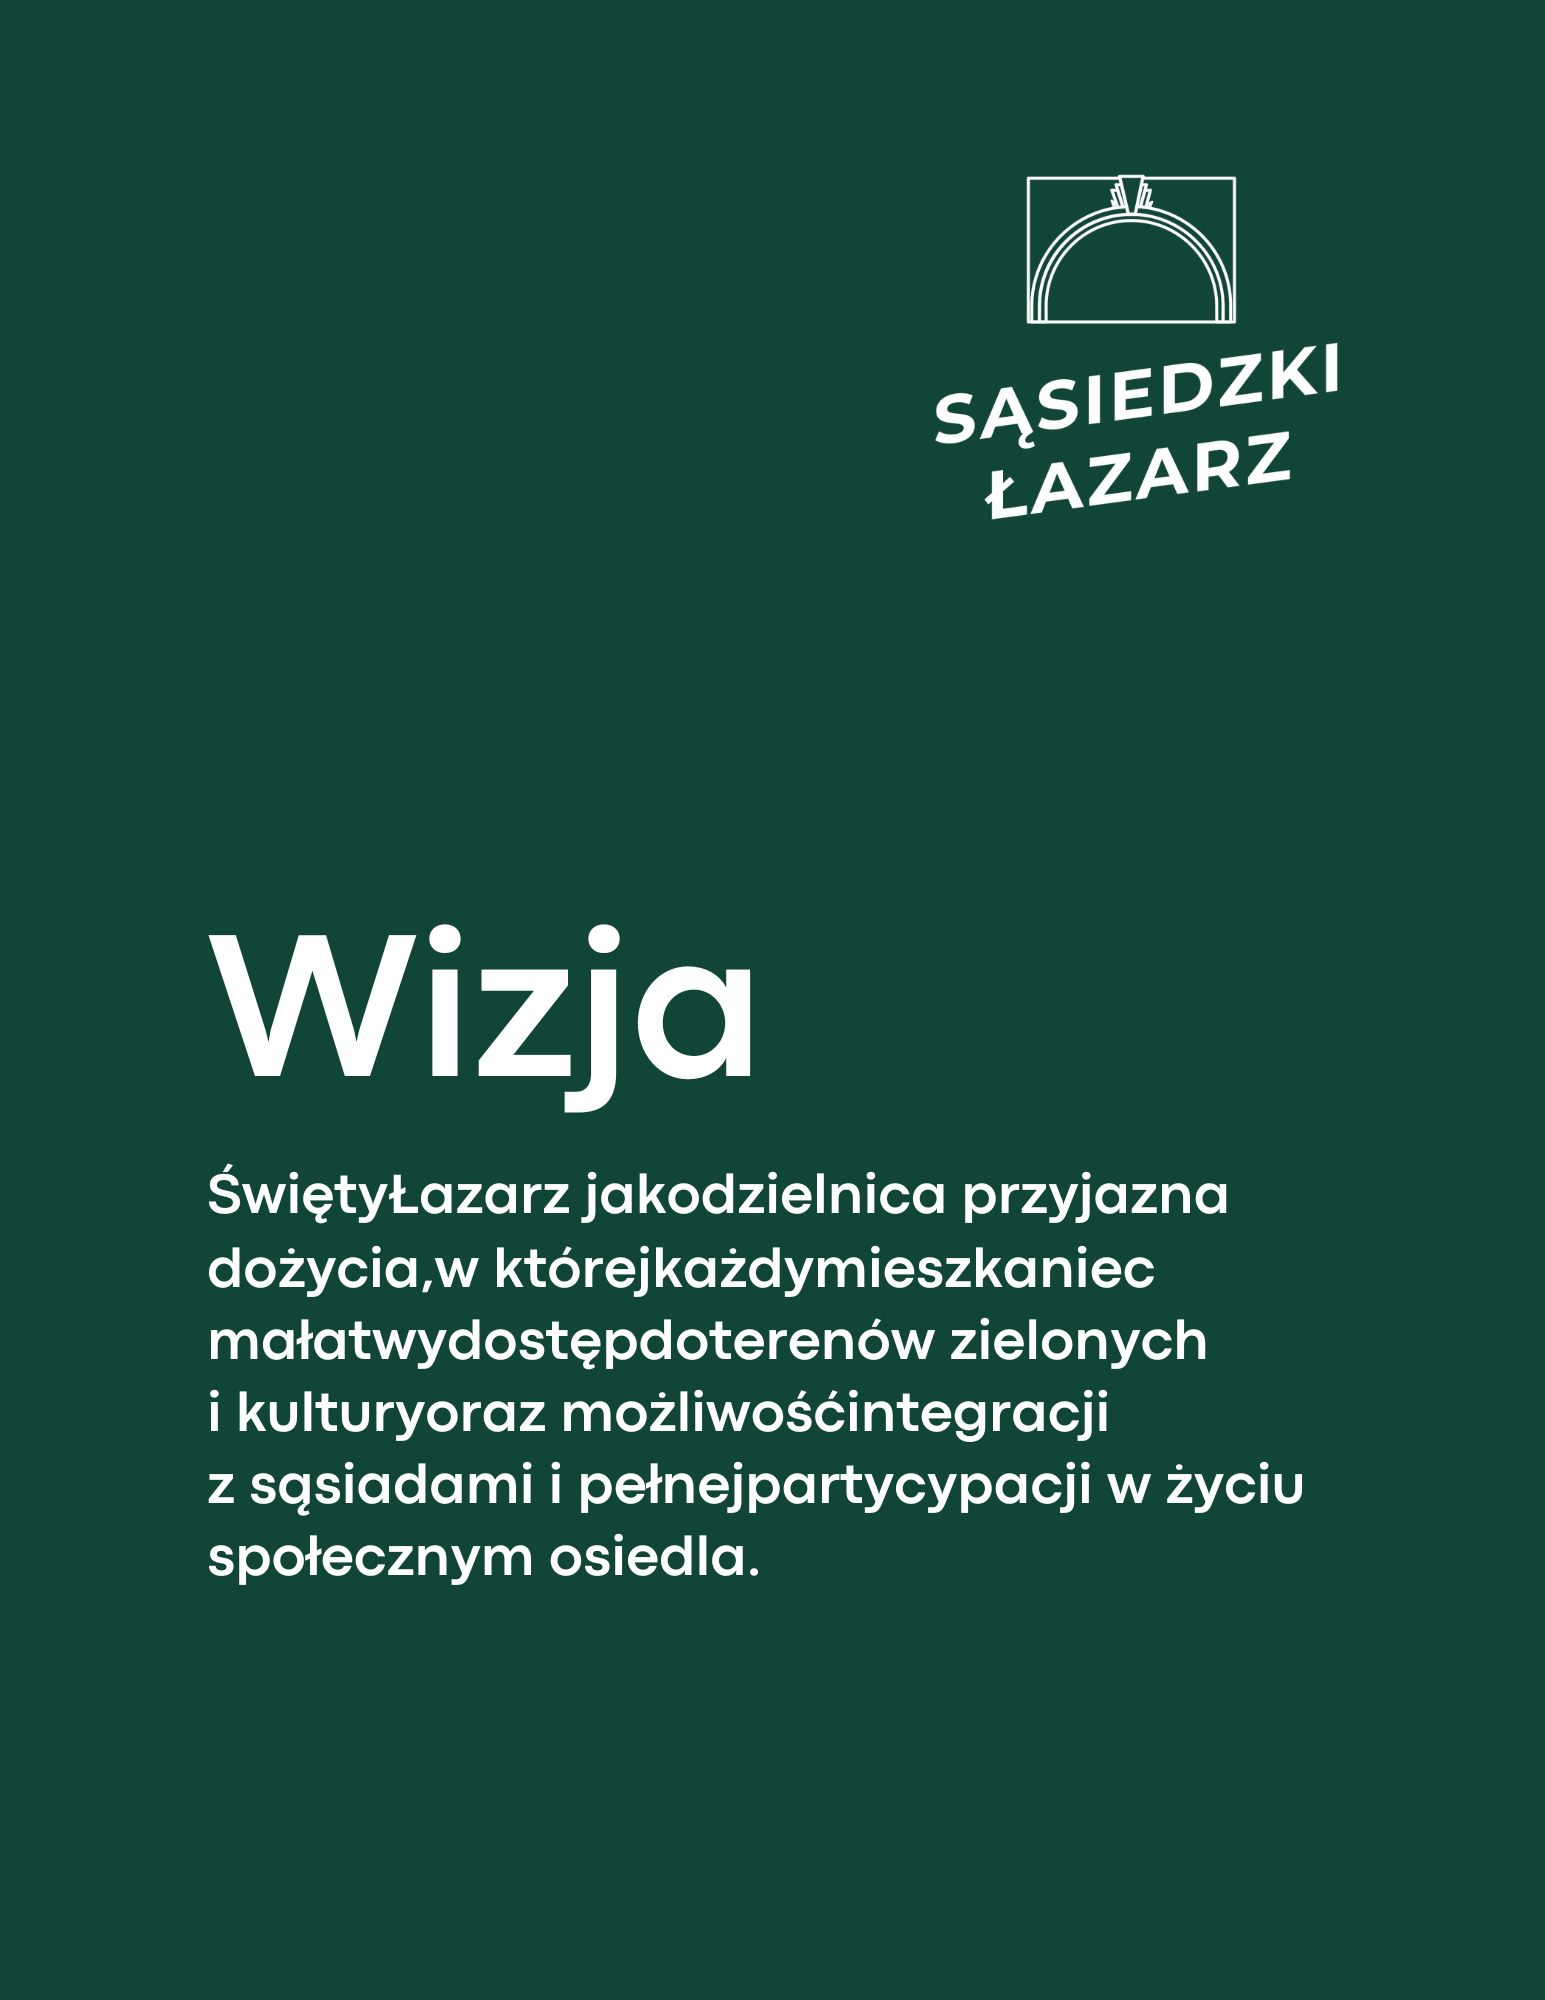 SĄSIEDZKI
ŁAZARZ
Wizja
ŚwiętyŁazarz jakodzielnica przyjazna
dożycia,w którejkażdymieszkaniec
małatwydostępdoterenów zielonych
i kulturyoraz możliwośćintegracji
z sąsiadami i pełnejpartycypacji w życiu
społecznym osiedla.